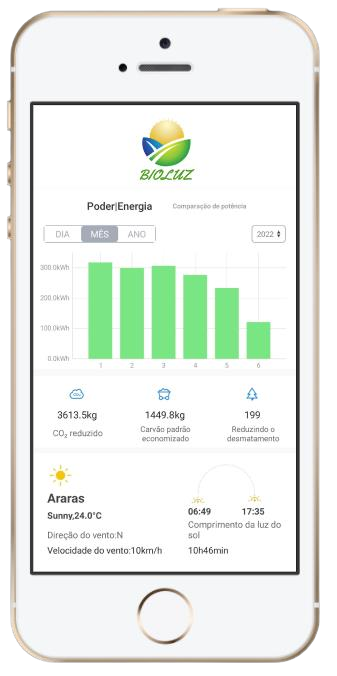 BIOLUZ
Poder|Energia Comparação de potência
DIA MÊS ANO 2022
300.0kWh
200.0kWh
100.0kWh
0.0kWh
1 2 3 4 5 6
3613.5kg 1449.8kg 199
CO₂ reduzido Carvão padrão economizado Reduzindo o desmatamento
Araras
Sunny,24.0°C
Direção do vento:N
Velocidade do vento:10km/h
06:49 17:35
Comprimento da luz do
sol
10h46min